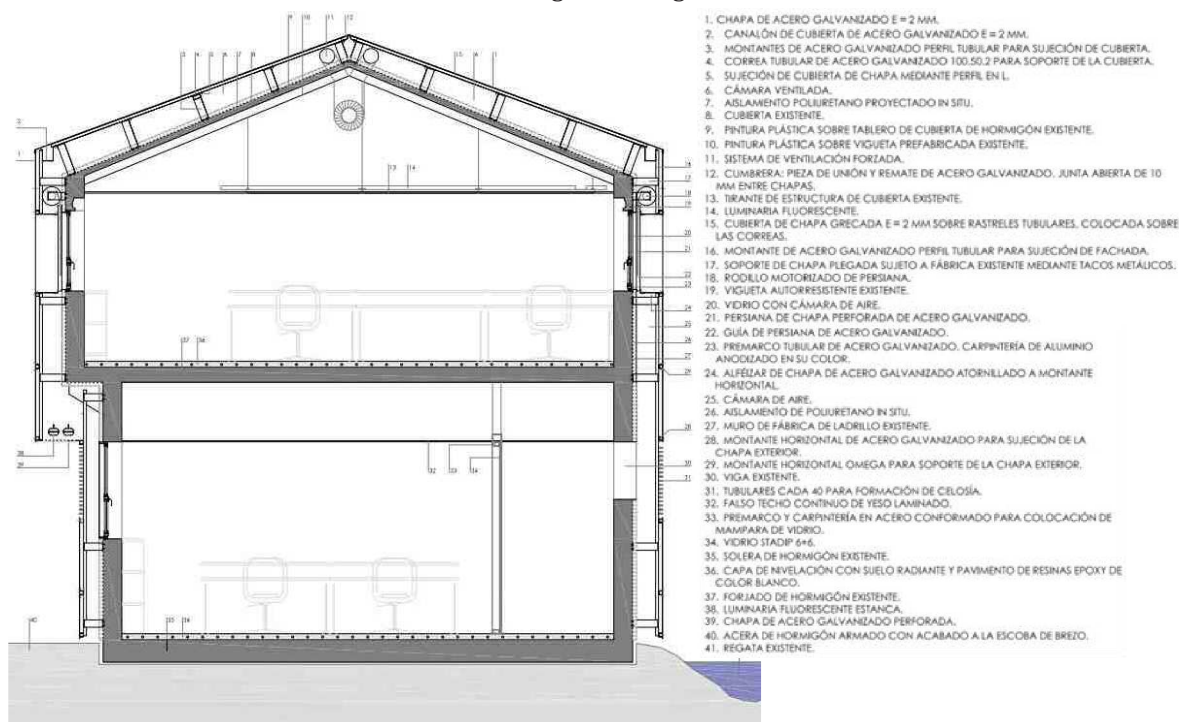 1. CHAPA DE ACERO GALVANIZADO E = 2 MM.
2. CANALÓN DE CUBIERTA DE ACERO GALVANIZADO E = 2 MM.
3. MONTANTES DE ACERO GALVANIZADO PERFIL TUBULAR PARA SUJECIÓN DE CUBIERTA.
4. CORREA TUBULAR DE ACERO GALVANIZADO 100.50.2 PARA SOPORTE DE LA CUBIERTA.
5. SUJECIÓN DE CUBIERTA DE CHAPA MEDIANTE PERFIL EN L.
6. CÁMARA VENTILADA.
7. AISLAMIENTO POLIURETANO PROYECTADO IN SITU.
8. CUBIERTA EXISTENTE.
9. PINTURA PLÁSTICA SOBRE TABLERO DE CUBIERTA DE HORMIGÓN EXISTENTE.
10. PINTURA PLÁSTICA SOBRE VIGUETA PREFABRICADA EXISTENTE.
11. SISTEMA DE VENTILACIÓN FORZADA.
12. CUMBRERA: PIEZA DE UNIÓN Y REMATE DE ACERO GALVANIZADO. JUNTA ABIERTA DE 10
MM ENTRE CHAPAS.
13. TIRANTE DE ESTRUCTURA DE CUBIERTA EXISTENTE.
14. LUMINARIA FLUORESCENTE.
15. CUBIERTA DE CHAPA GRECADA E = 2 MM SOBRE RASTRELES TUBULARES, COLOCADA SOBRE
LAS CORREAS.
16. MONTANTE DE ACERO GALVANIZADO PERFIL TUBULAR PARA SUJECIÓN DE FACHADA.
17. SOPORTE DE CHAPA PLEGADA SUJETO A FÁBRICA EXISTENTE MEDIANTE TACOS METÁLICOS.
18. RODILLO MOTORIZADO DE PERSIANA.
19. VIGUETA AUTORRESISTENTE EXISTENTE.
20. VIDRIO CON CÁMARA DE AIRE.
21. PERSIANA DE CHAPA PERFORADA DE ACERO GALVANIZADO.
22. GUÍA DE PERSIANA DE ACERO GALVANIZADO.
23. PREMARCO TUBULAR DE ACERO GALVANIZADO. CARPINTERÍA DE ALUMINIO
ANODIZADO EN SU COLOR.
24. ALFÉIZAR DE CHAPA DE ACERO GALVANIZADO ATORNILLADO A MONTANTE
HORIZONTAL.
25. CÁMARA DE AIRE.
26. AISLAMIENTO DE POLIURETANO IN SITU.
27. MURO DE FÁBRICA DE LADRILLO EXISTENTE.
28. MONTANTE HORIZONTAL DE ACERO GALVANIZADO PARA SUJECIÓN DE LA
CHAPA EXTERIOR.
29. MONTANTE HORIZONTAL OMEGA PARA SOPORTE DE LA CHAPA EXTERIOR.
30. VIGA EXISTENTE.
31. TUBULARES CADA 40 PARA FORMACIÓN DE CELOSÍA.
32. FALSO TECHO CONTINUO DE YESO LAMINADO.
33. PREMARCO Y CARPINTERÍA EN ACERO CONFORMADO PARA COLOCACIÓN DE
MAMPARA DE VIDRIO.
34. VIDRIO STADIP 6+6.
35. SOLERA DE HORMIGÓN EXISTENTE.
36. CAPA DE NIVELACIÓN CON SUELO RADIANTE Y PAVIMENTO DE RESINAS EPOXY DE
COLOR BLANCO.
37. FORJADO DE HORMIGÓN EXISTENTE.
38. LUMINARIA FLUORESCENTE ESTANCA.
39. CHAPA DE ACERO GALVANIZADO PERFORADA.
40. ACERA DE HORMIGÓN ARMADO CON ACABADO A LA ESCOBA DE BREZO.
41. REGATA EXISTENTE.